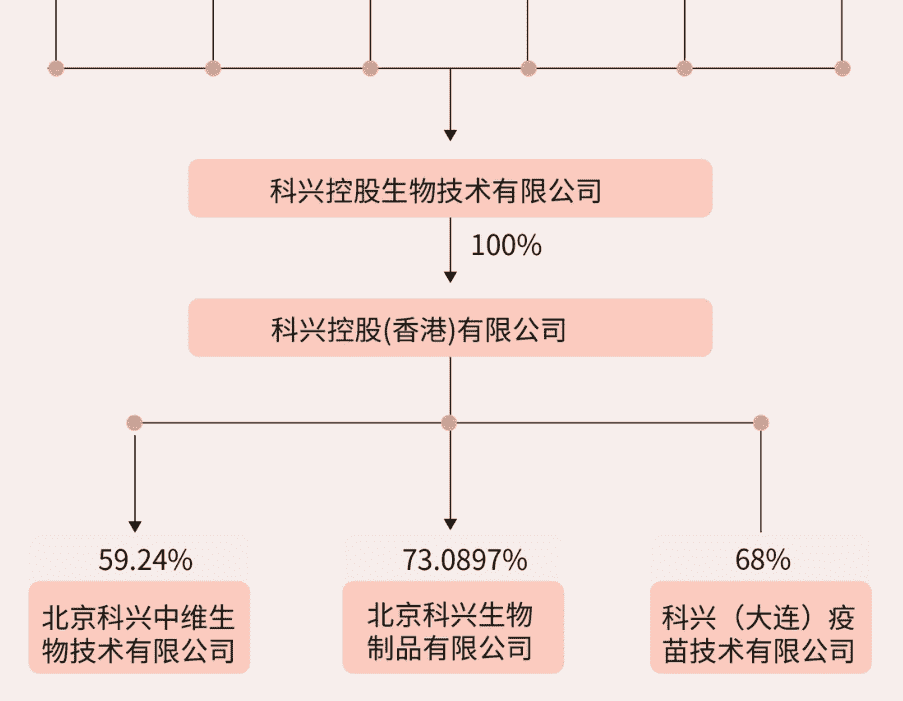 科兴控股生物技术有限公司
100%
科兴控股(香港)有限公司
59.24%
北京科兴中维生
物技术有限公司
73.0897%
北京科兴生物
制品有限公司
68%
科兴（大连）疫
苗技术有限公司